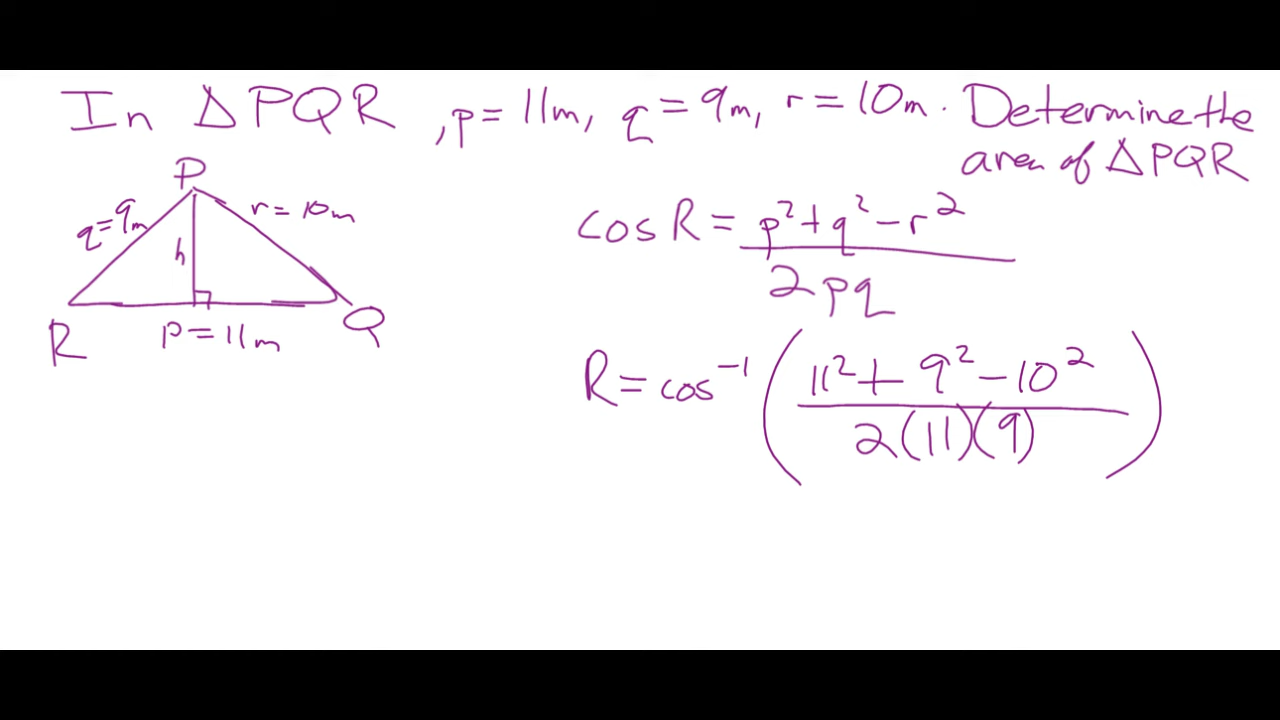 In ΔPQR, p = 11m, q = 9m, r = 10m. Determine the
area of ΔPQR
P
q = 9m
r = 10m
h
R
p = 11m
Q
cos R = p² + q² - r²
2pq
R = cos⁻¹ ( 11² + 9² - 10²
2(11)(9) )